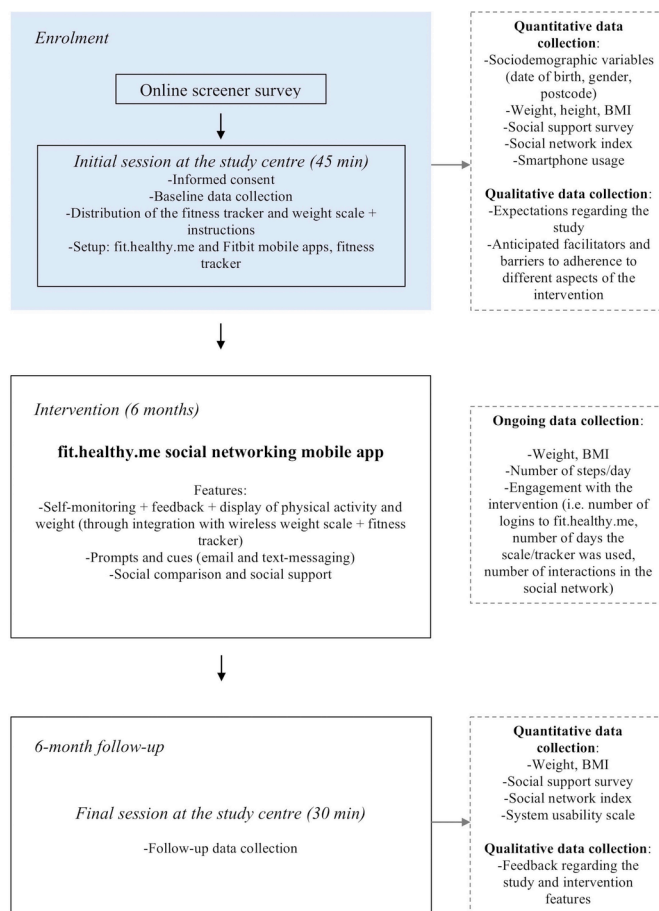 Enrolment
Online screener survey
Initial session at the study centre (45 min)
-Informed consent
-Baseline data collection
-Distribution of the fitness tracker and weight scale +
instructions
-Setup: fit.healthy.me and Fitbit mobile apps, fitness
tracker
Quantitative data
collection:
-Sociodemographic variables
(date of birth, gender,
postcode)
-Weight, height, BMI
-Social support survey
-Social network index
-Smartphone usage
Qualitative data collection:
-Expectations regarding the
study
-Anticipated facilitators and
barriers to adherence to
different aspects of the
intervention
Intervention (6 months)
fit.healthy.me social networking mobile app
Features:
-Self-monitoring + feedback + display of physical activity and
weight (through integration with wireless weight scale + fitness
tracker)
-Prompts and cues (email and text-messaging)
-Social comparison and social support
Ongoing data collection:
-Weight, BMI
-Number of steps/day
-Engagement with the
intervention (i.e. number of
logins to fit.healthy.me,
number of days the
scale/tracker was used,
number of interactions in the
social network)
6-month follow-up
Final session at the study centre (30 min)
-Follow-up data collection
Quantitative data
collection:
-Weight, BMI
-Social support survey
-Social network index
-System usability scale
Qualitative data collection:
-Feedback regarding the
study and intervention
features